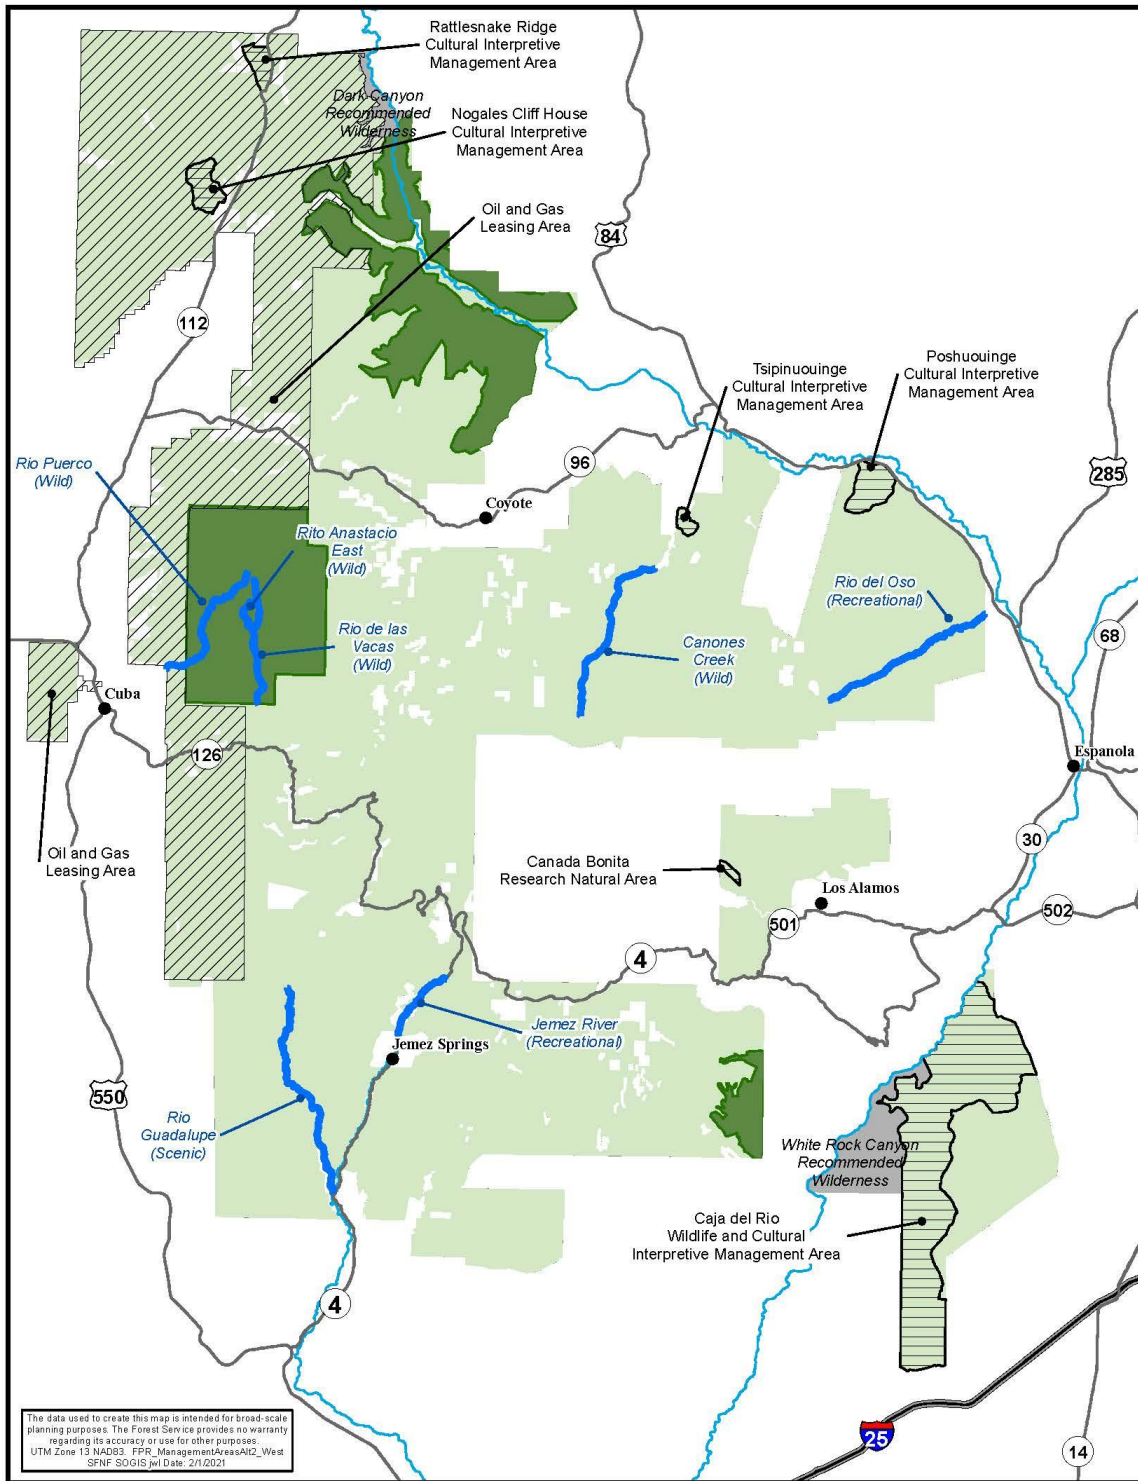 Rattlesnake Ridge
Cultural Interpretive
Management Area
Dark Canyon
Recommended
Wilderness
Nogales Cliff House
Cultural Interpretive
Management Area
Oil and Gas
Leasing Area
84
112
Tsipinuouinge
Cultural Interpretive
Management Area
Poshuouinge
Cultural Interpretive
Management Area
Rio Puerco
(Wild)
96
285
Coyote
Rito Anastacio
East
(Wild)
Rio del Oso
(Recreational)
Rio de las
Vacas
(Wild)
Canones
Creek
(Wild)
68
Cuba
126
Espanola
Oil and Gas
Leasing Area
30
Canada Bonita
Research Natural Area
Los Alamos
501
502
4
Jemez River
(Recreational)
Jemez Springs
550
Rio
Guadalupe
(Scenic)
White Rock Canyon
Recommended
Wilderness
Caja del Rio
Wildlife and Cultural
Interpretive Management Area
4
The data used to create this map is intended for broad-scale
planning purposes. The Forest Service provides no warranty
regarding its accuracy or use for other purposes.
UTM Zone 13 NAD83. FPR_ManagementAreasAlt2_West
SFNF SOGIS jwl Date: 2/1/2021
25
14